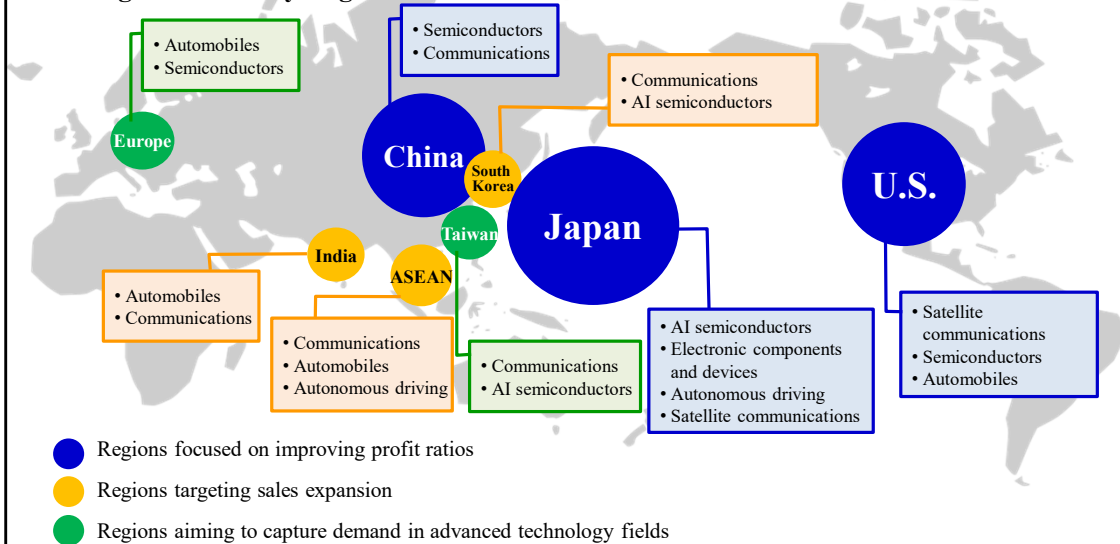 • Automobiles
• Semiconductors
• Semiconductors
• Communications
• Communications
• AI semiconductors
Europe
China
South
Korea
U.S.
Japan
Taiwan
India
ASEAN
• Automobiles
• Communications
• Communications
• Automobiles
• Autonomous driving
• Communications
• AI semiconductors
• AI semiconductors
• Electronic components
and devices
• Autonomous driving
• Satellite communications
• Satellite
communications
• Semiconductors
• Automobiles
Regions focused on improving profit ratios
Regions targeting sales expansion
Regions aiming to capture demand in advanced technology fields